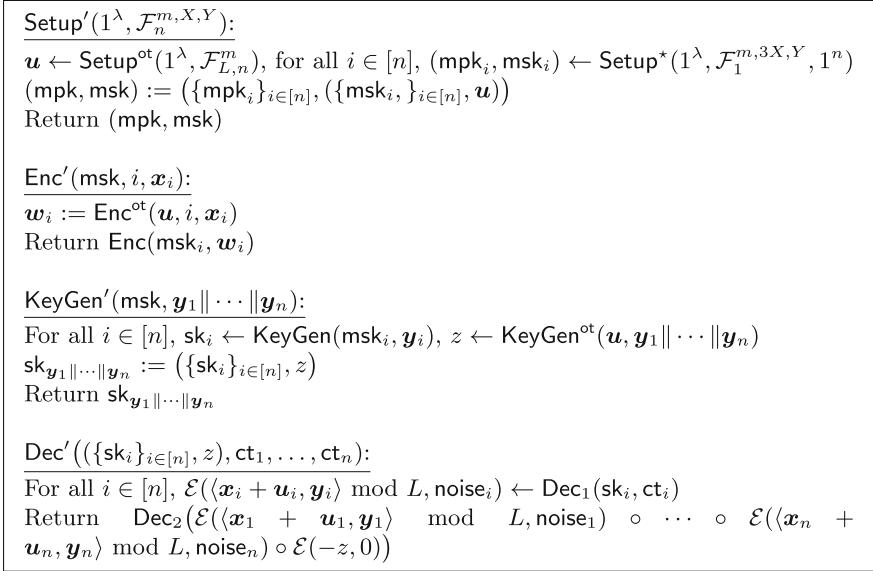 Setup′(1^λ, F_n^{m,X,Y}):
u ← Setup^ot(1^λ, F_{L,n}^m), for all i ∈ [n], (mpk_i, msk_i) ← Setup^⋆(1^λ, F_1^{m,3X,Y}, 1^n)
(mpk, msk) := ({mpk_i}_{i∈[n]}, ({msk_i, }_{i∈[n]}, u))
Return (mpk, msk)
Enc′(msk, i, x_i):
w_i := Enc^ot(u, i, x_i)
Return Enc(msk_i, w_i)
KeyGen′(msk, y_1‖ · · · ‖y_n):
For all i ∈ [n], sk_i ← KeyGen(msk_i, y_i), z ← KeyGen^ot(u, y_1‖ · · · ‖y_n)
sk_{y_1‖···‖y_n} := ({sk_i}_{i∈[n]}, z)
Return sk_{y_1‖···‖y_n}
Dec′(({sk_i}_{i∈[n]}, z), ct_1, . . . , ct_n):
For all i ∈ [n], E(⟨x_i + u_i, y_i⟩ mod L, noise_i) ← Dec_1(sk_i, ct_i)
Return Dec_2(E(⟨x_1 + u_1, y_1⟩ mod L, noise_1) ∘ · · · ∘ E(⟨x_n +
u_n, y_n⟩ mod L, noise_n) ∘ E(−z, 0))